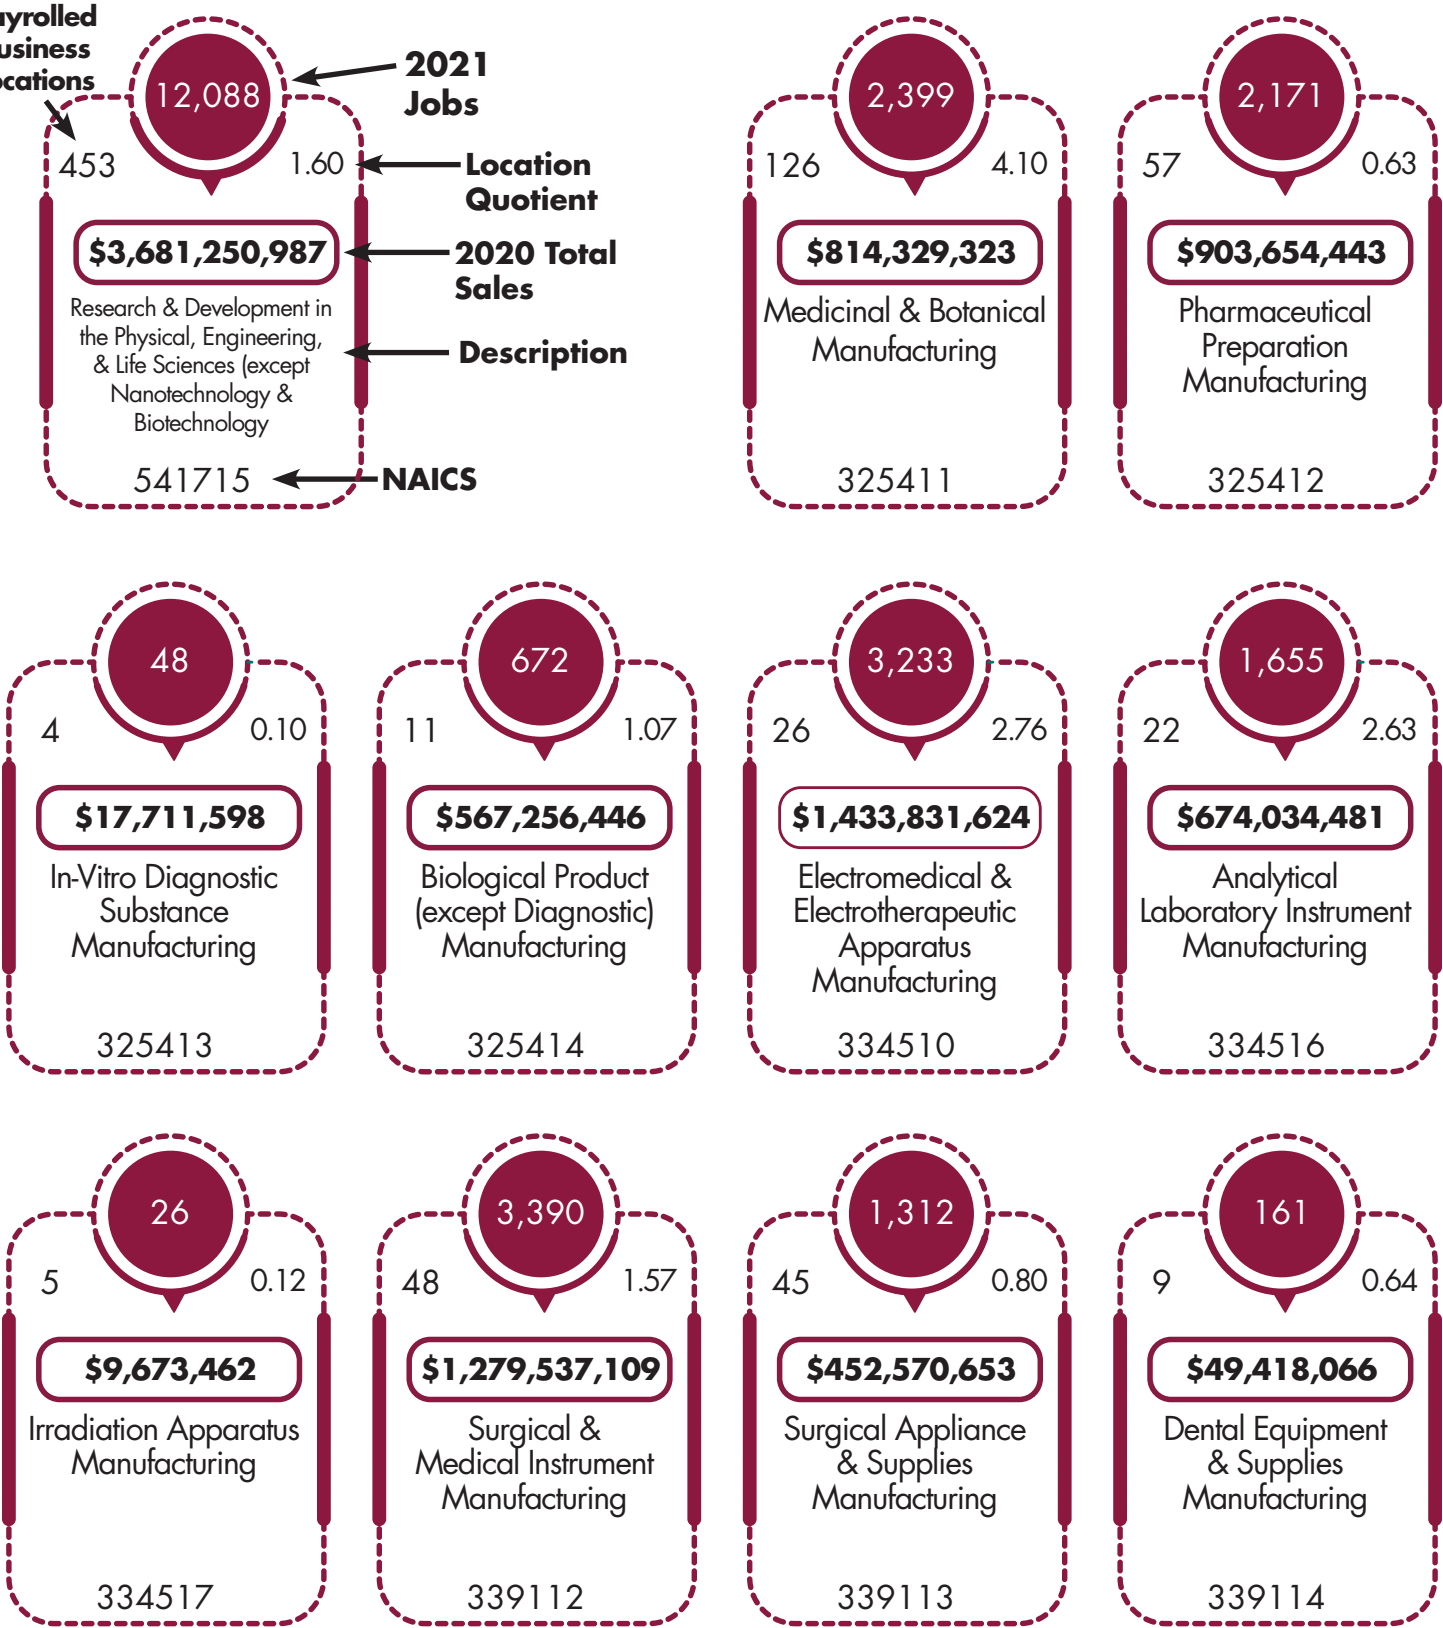 12,088
2021
Jobs
453
1.60
Location
Quotient
$3,681,250,987
2020 Total
Sales
Research & Development in
the Physical, Engineering,
& Life Sciences (except
Nanotechnology &
Biotechnology
Description
541715
NAICS
2,399
126
4.10
$814,329,323
Medicinal & Botanical
Manufacturing
325411
2,171
57
0.63
$903,654,443
Pharmaceutical
Preparation
Manufacturing
325412
48
4
0.10
$17,711,598
In-Vitro Diagnostic
Substance
Manufacturing
325413
672
11
1.07
$567,256,446
Biological Product
(except Diagnostic)
Manufacturing
325414
3,233
26
2.76
$1,433,831,624
Electromedical &
Electrotherapeutic
Apparatus
Manufacturing
334510
1,655
22
2.63
$674,034,481
Analytical
Laboratory Instrument
Manufacturing
334516
26
5
0.12
$9,673,462
Irradiation Apparatus
Manufacturing
334517
3,390
48
1.57
$1,279,537,109
Surgical &
Medical Instrument
Manufacturing
339112
1,312
45
0.80
$452,570,653
Surgical Appliance
& Supplies
Manufacturing
339113
161
9
0.64
$49,418,066
Dental Equipment
& Supplies
Manufacturing
339114